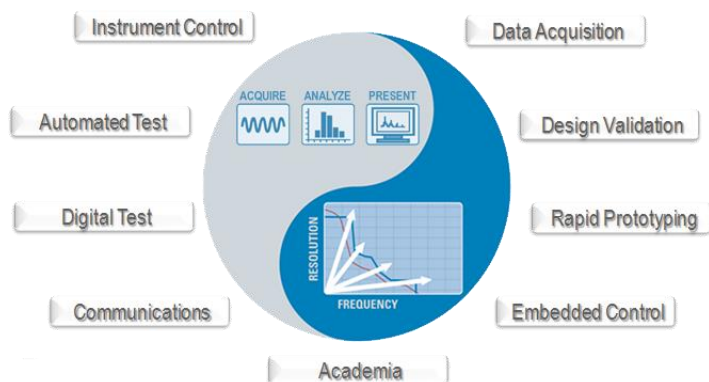 Instrument Control
Data Acquisition
ACQUIRE ANALYZE PRESENT
Automated Test
Design Validation
Digital Test
Rapid Prototyping
RESOLUTION
FREQUENCY
Communications
Embedded Control
Academia